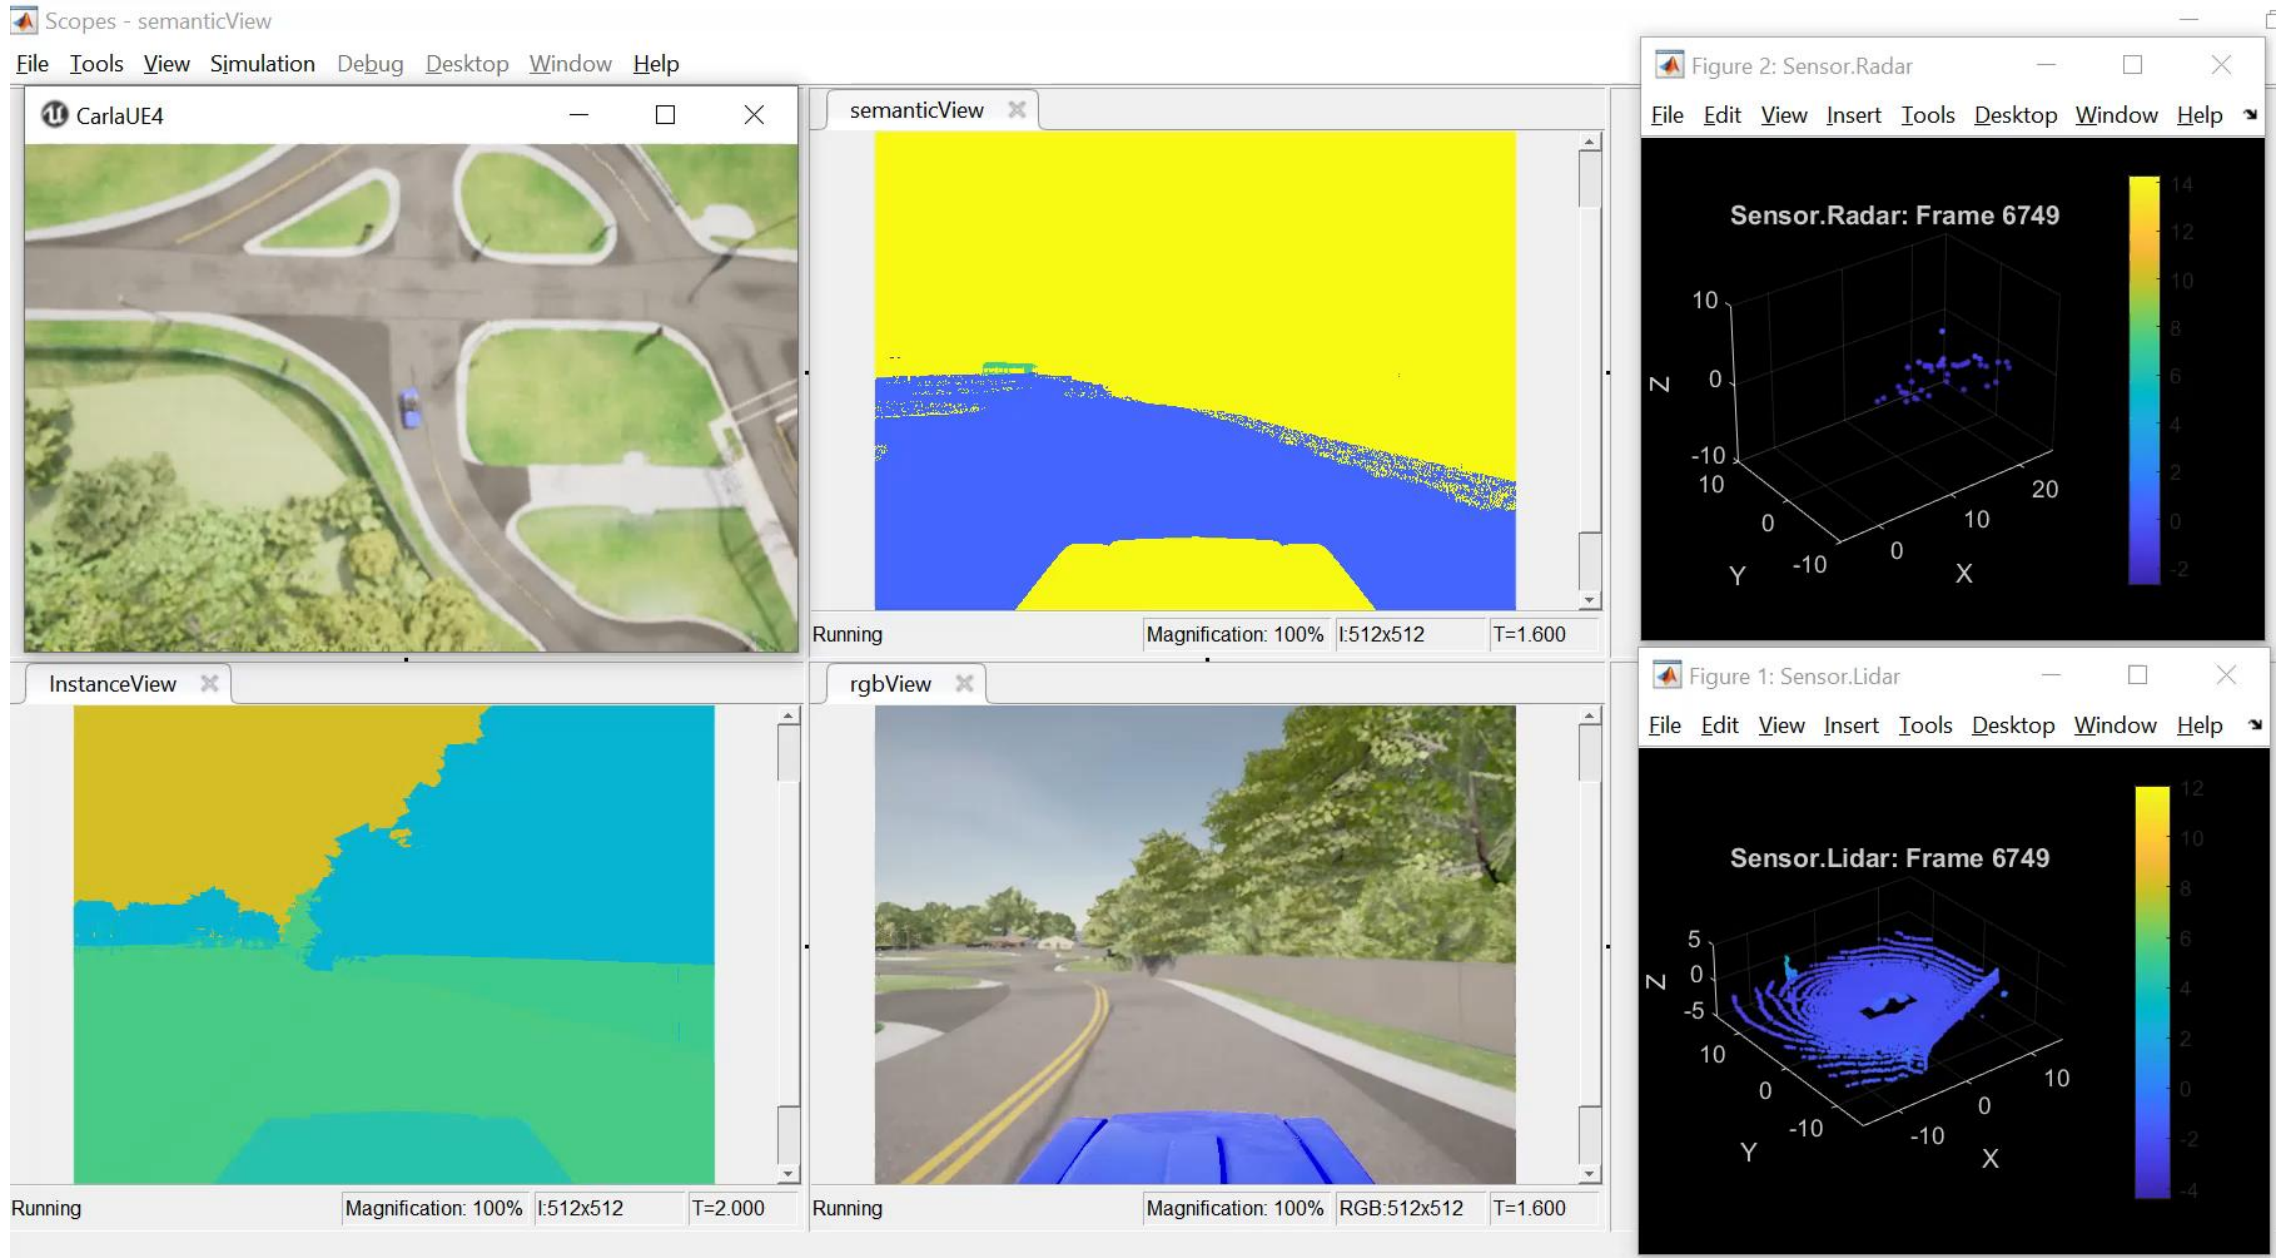 Scopes - semanticView
File Tools View Simulation Debug Desktop Window Help
CarlaUE4
semanticView
Running
Magnification: 100% I:512x512 T=1.600
InstanceView
Running
Magnification: 100% I:512x512 T=2.000
rgbView
Running
Magnification: 100% RGB:512x512 T=1.600
Figure 2: Sensor.Radar
File Edit View Insert Tools Desktop Window Help
Sensor.Radar: Frame 6749
14
12
10
8
6
4
2
0
-2
10
0
-10
Z
10
0
-10
Y
0
10
20
X
Figure 1: Sensor.Lidar
File Edit View Insert Tools Desktop Window Help
Sensor.Lidar: Frame 6749
12
10
8
6
4
2
0
-2
-4
5
0
-5
Z
10
0
-10
Y
-10
0
10
X